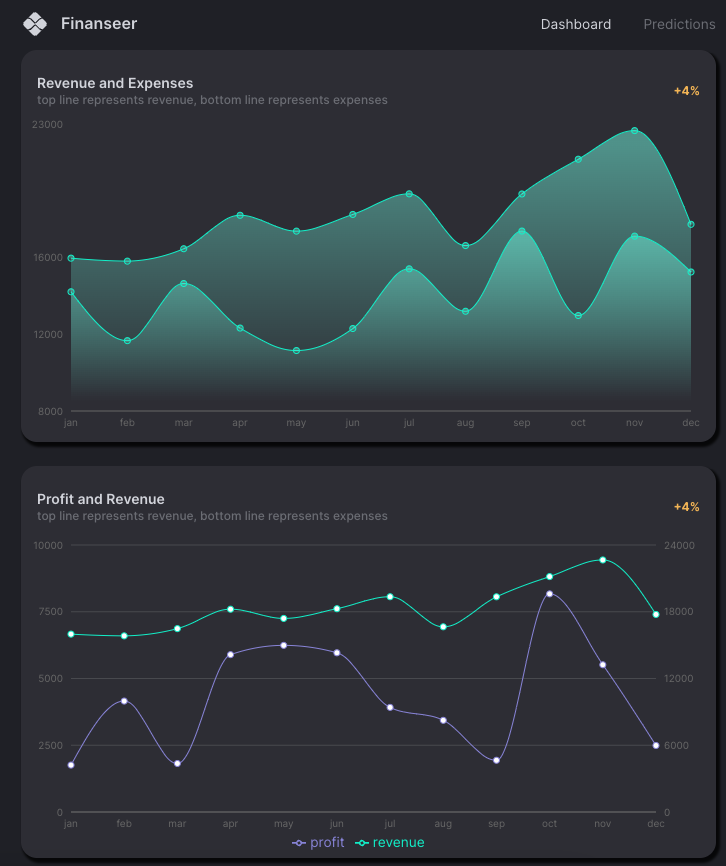 Finanseer
Dashboard Predictions
Revenue and Expenses
top line represents revenue, bottom line represents expenses
+4%
23000
16000
12000
8000
jan feb mar apr may jun jul aug sep oct nov dec
Profit and Revenue
top line represents revenue, bottom line represents expenses
+4%
10000 24000
7500 18000
5000 12000
2500 6000
0 0
jan feb mar apr may jun jul aug sep oct nov dec
profit revenue